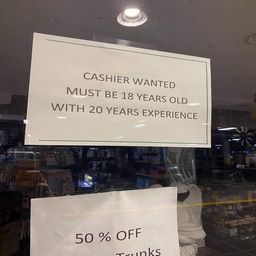 CASHIER WANTED
MUST BE 18 YEARS OLD
WITH 20 YEARS EXPERIENCE
50 % OFF
Trunks